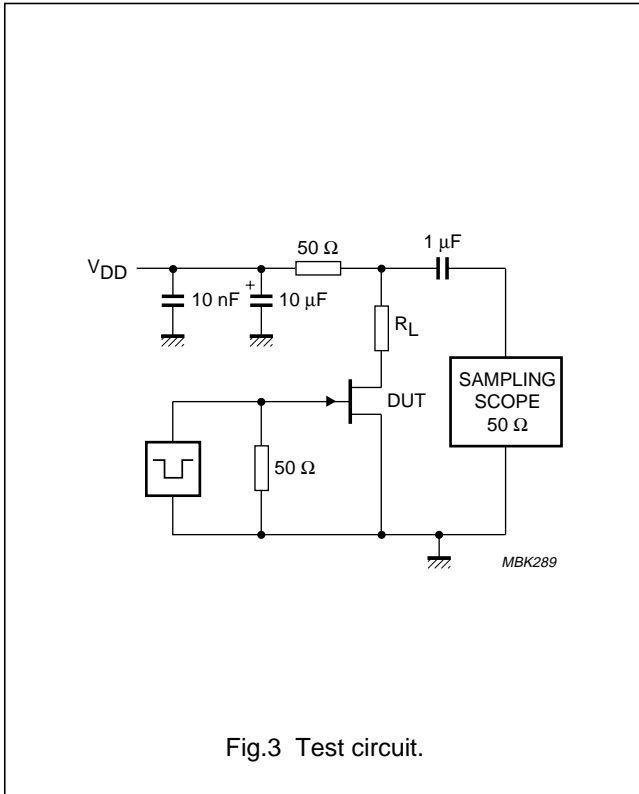 1 μF
50 Ω
V_DD
10 nF
+
10 μF
R_L
SAMPLING
SCOPE
50 Ω
DUT
50 Ω
MBK289
Fig.3 Test circuit.